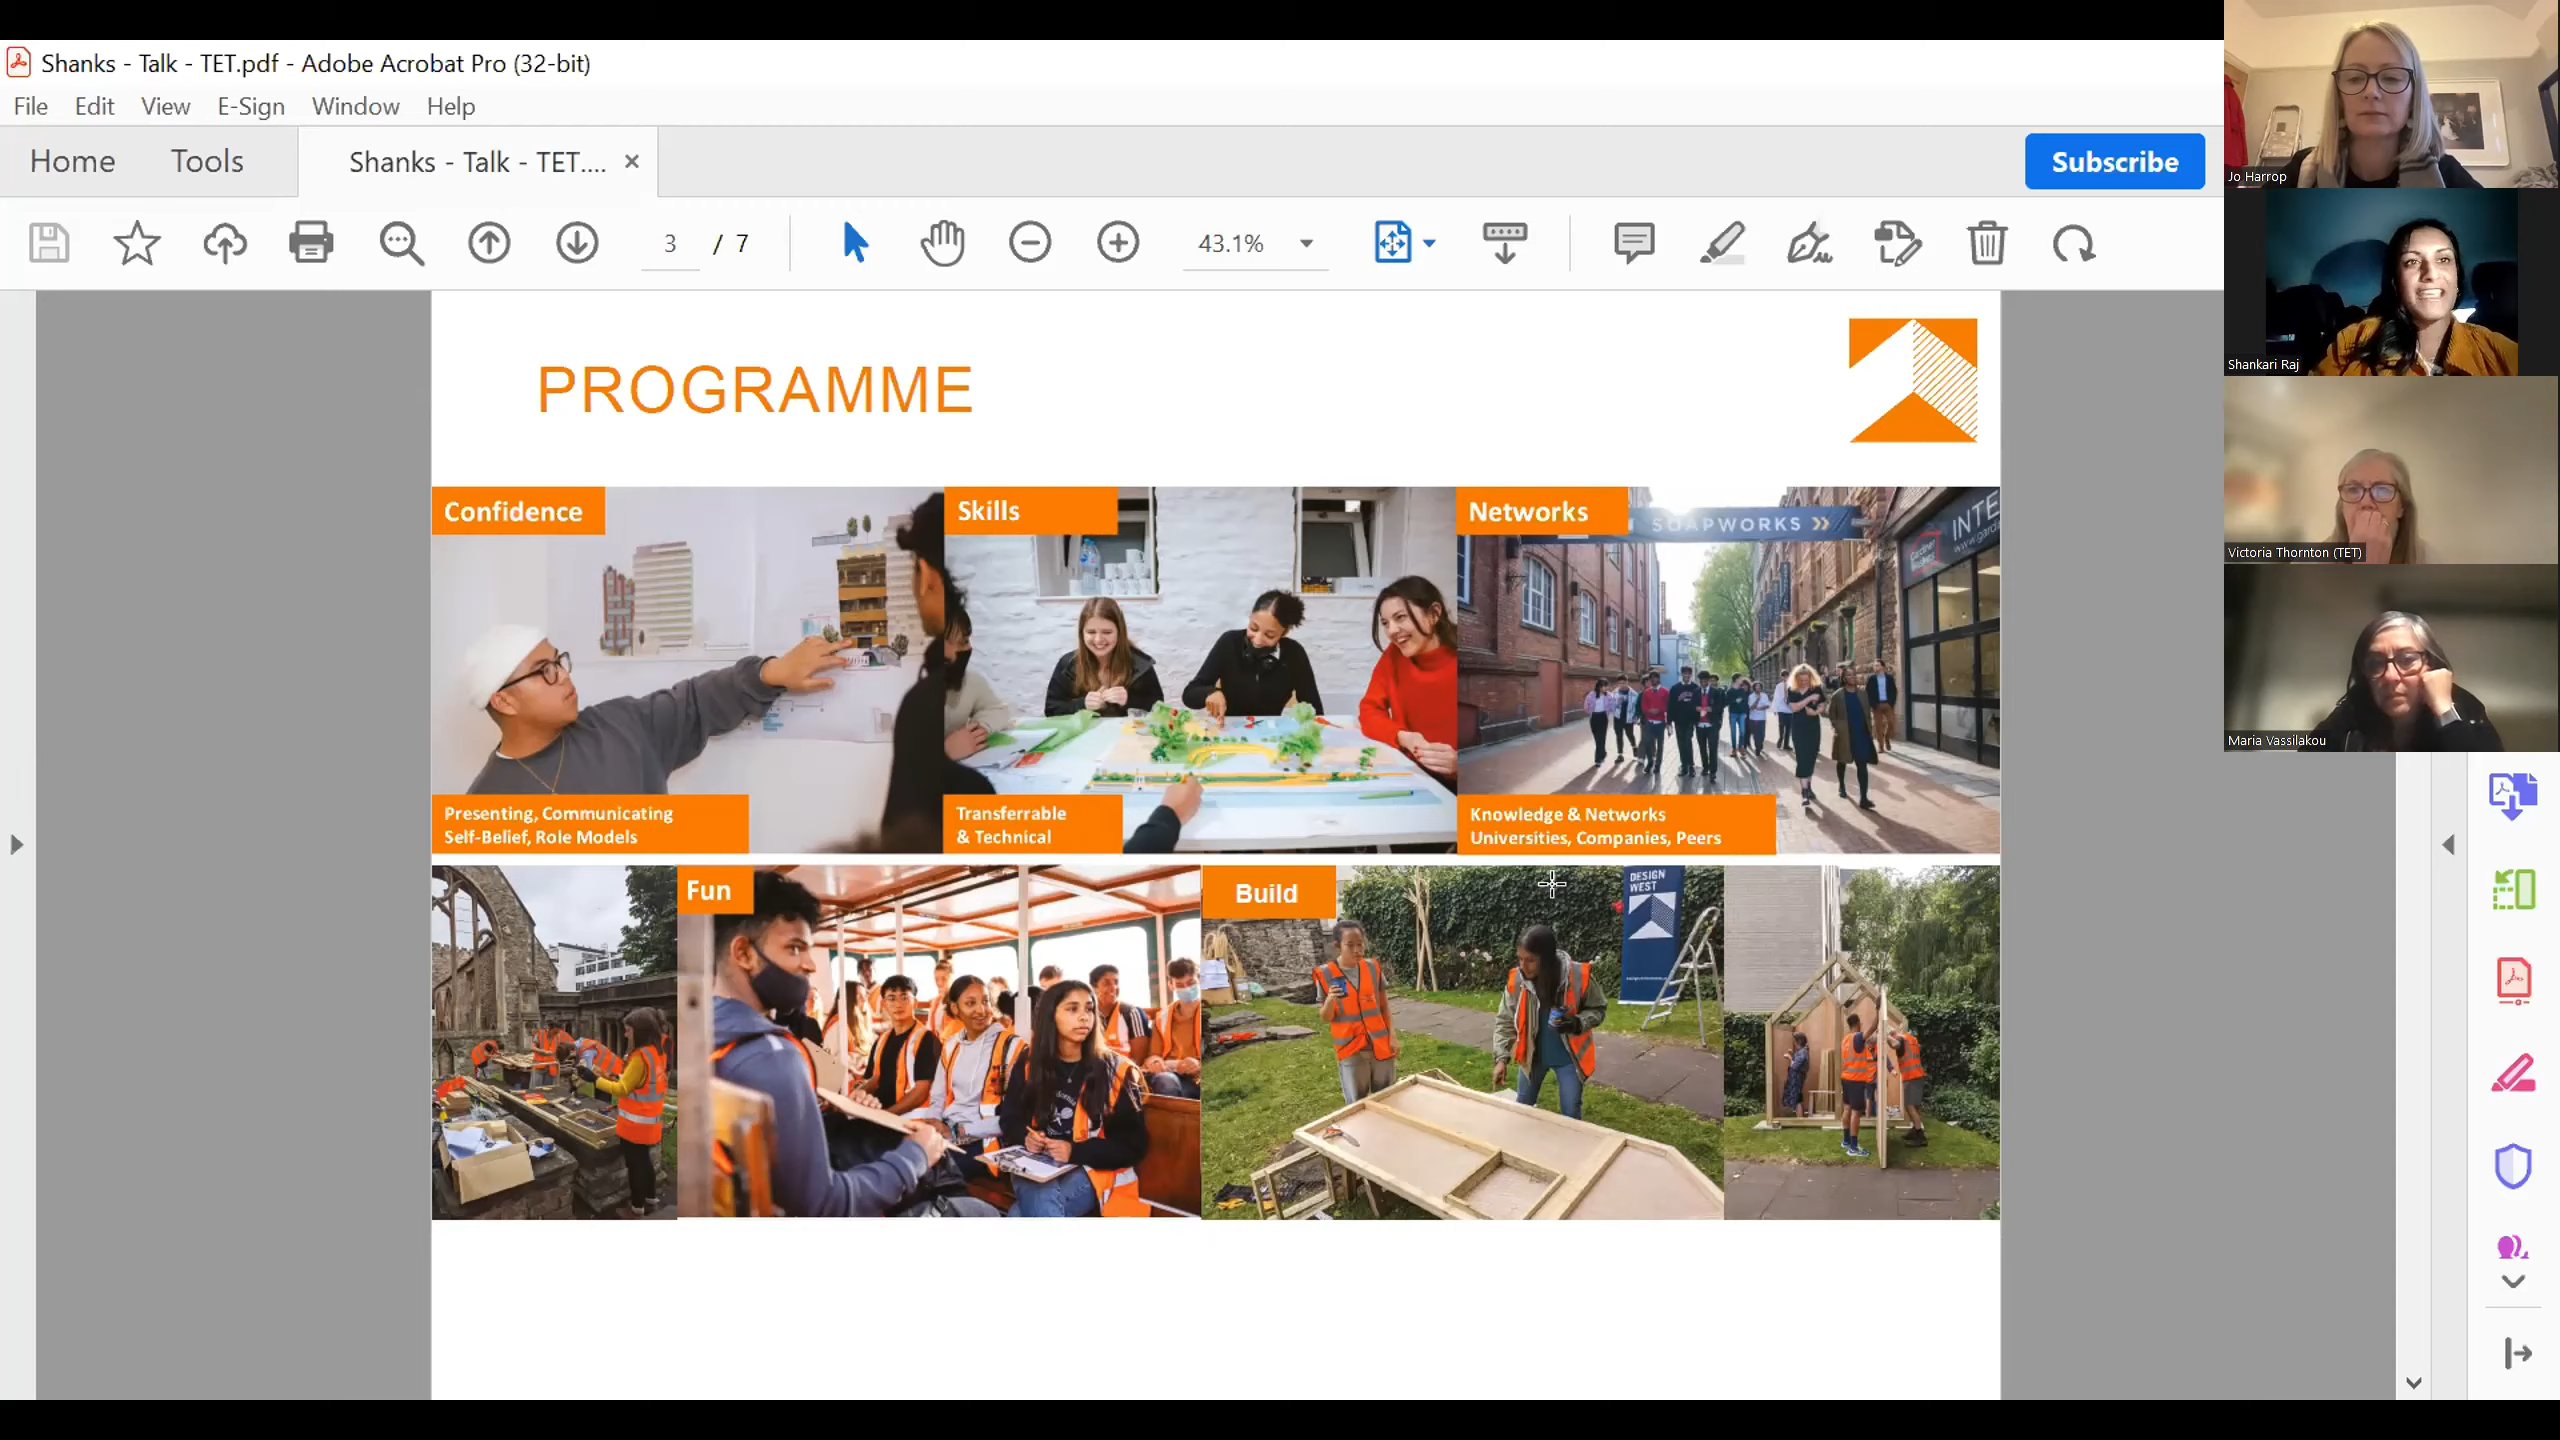 Shanks - Talk - TET.pdf - Adobe Acrobat Pro (32-bit)
File Edit View E-Sign Window Help
Home Tools Shanks - Talk - TET.... × Subscribe
3 / 7 43.1%
PROGRAMME
Confidence
Skills
Networks
SOAPWORKS
INTE
Presenting, Communicating
Self-Belief, Role Models
Transferrable
& Technical
Knowledge & Networks
Universities, Companies, Peers
Fun
Build
DESIGN
WEST
Jo Harrop
Shankari Raj
Victoria Thornton (TET)
Maria Vassilakou